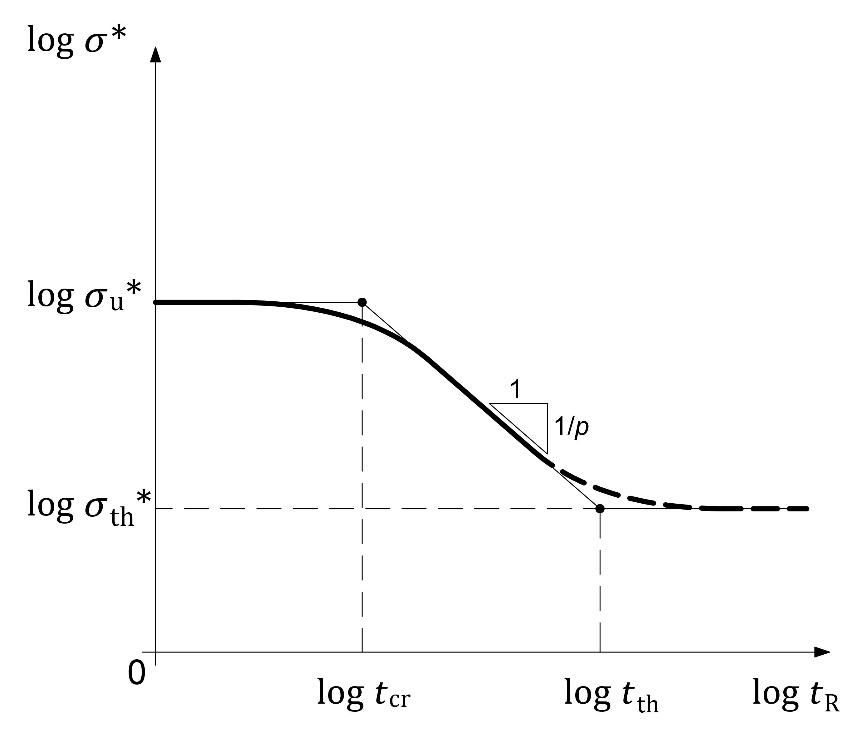 log σ*
log σu*
1
1/p
log σth*
0
log tcr
log tth
log tR